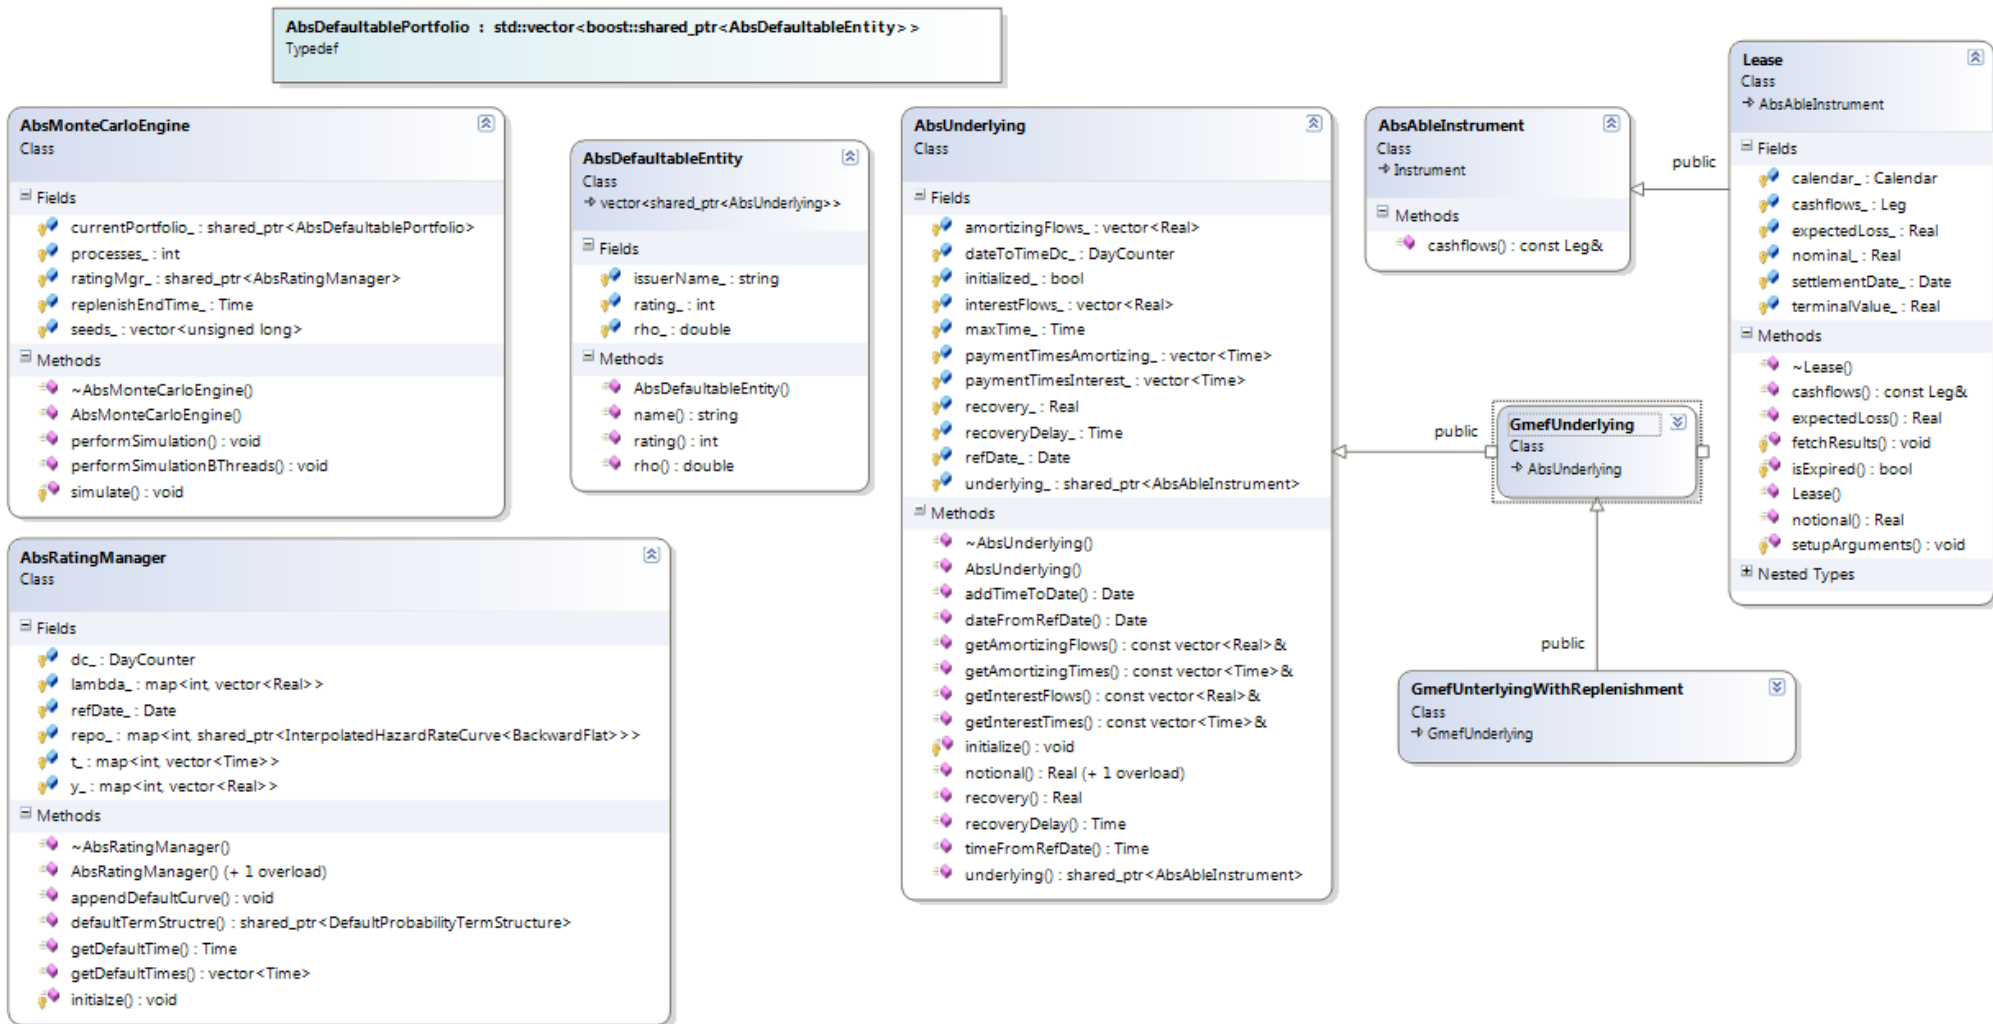 AbsDefaultablePortfolio : std::vector<boost::shared_ptr<AbsDefaultableEntity>>
Typedef
AbsMonteCarloEngine
Class
Fields
currentPortfolio_ : shared_ptr<AbsDefaultablePortfolio>
processes_ : int
ratingMgr_ : shared_ptr<AbsRatingManager>
replenishEndTime_ : Time
seeds_ : vector<unsigned long>
Methods
~AbsMonteCarloEngine()
AbsMonteCarloEngine()
performSimulation() : void
performSimulationBThreads() : void
simulate() : void
AbsRatingManager
Class
Fields
dc_ : DayCounter
lambda_ : map<int, vector<Real>>
refDate_ : Date
repo_ : map<int, shared_ptr<InterpolatedHazardRateCurve<BackwardFlat>>>
t_ : map<int, vector<Time>>
y_ : map<int, vector<Real>>
Methods
~AbsRatingManager()
AbsRatingManager() (+ 1 overload)
appendDefaultCurve() : void
defaultTermStructre() : shared_ptr<DefaultProbabilityTermStructure>
getDefaultTime() : Time
getDefaultTimes() : vector<Time>
initialze() : void
AbsDefaultableEntity
Class
vector<shared_ptr<AbsUnderlying>>
Fields
issuerName_ : string
rating_ : int
rho_ : double
Methods
AbsDefaultableEntity()
name() : string
rating() : int
rho() : double
AbsUnderlying
Class
Fields
amortizingFlows_ : vector<Real>
dateToTimeDc_ : DayCounter
initialized_ : bool
interestFlows_ : vector<Real>
maxTime_ : Time
paymentTimesAmortizing_ : vector<Time>
paymentTimesInterest_ : vector<Time>
recovery_ : Real
recoveryDelay_ : Time
refDate_ : Date
underlying_ : shared_ptr<AbsAbleInstrument>
Methods
~AbsUnderlying()
AbsUnderlying()
addTimeToDate() : Date
dateFromRefDate() : Date
getAmortizingFlows() : const vector<Real>&
getAmortizingTimes() : const vector<Time>&
getInterestFlows() : const vector<Real>&
getInterestTimes() : const vector<Time>&
initialize() : void
notional() : Real (+ 1 overload)
recovery() : Real
recoveryDelay() : Time
timeFromRefDate() : Time
underlying() : shared_ptr<AbsAbleInstrument>
AbsAbleInstrument
Class
Instrument
Methods
cashflows() : const Leg&
public
Lease
Class
AbsAbleInstrument
Fields
calendar_ : Calendar
cashflows_ : Leg
expectedLoss_ : Real
nominal_ : Real
settlementDate_ : Date
terminalValue_ : Real
Methods
~Lease()
cashflows() : const Leg&
expectedLoss() : Real
fetchResults() : void
isExpired() : bool
Lease()
notional() : Real
setupArguments() : void
Nested Types
public
GmefUnderlying
Class
AbsUnderlying
public
GmefUnterlyingWithReplenishment
Class
GmefUnderlying